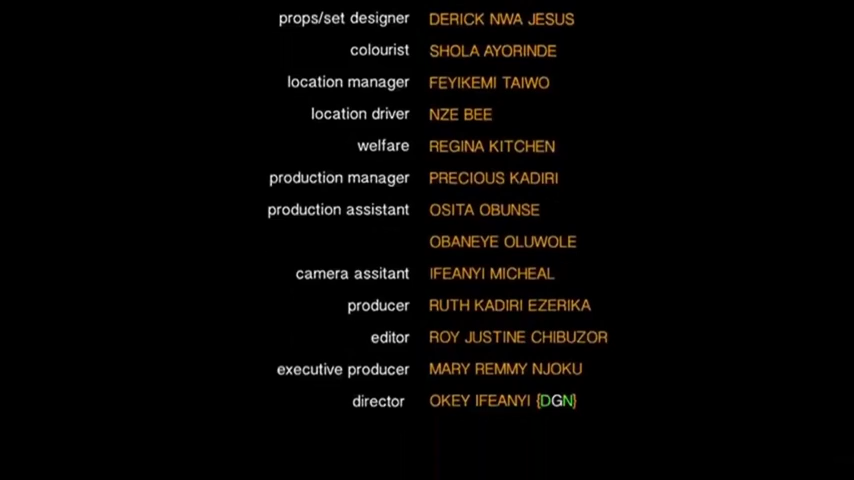 props/set designer DERICK NWA JESUS
colourist SHOLA AYORINDE
location manager FEYIKEMI TAIWO
location driver NZE BEE
welfare REGINA KITCHEN
production manager PRECIOUS KADIRI
production assistant OSITA OBUNSE
OBANEYE OLUWOLE
camera assitant IFEANYI MICHEAL
producer RUTH KADIRI EZERIKA
editor ROY JUSTINE CHIBUZOR
executive producer MARY REMMY NJOKU
director OKEY IFEANYI {DGN}